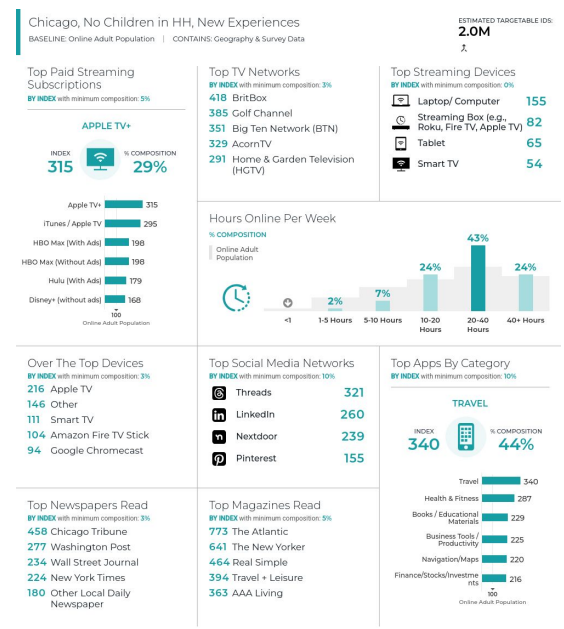 Chicago, No Children in HH, New Experiences
BASELINE: Online Adult Population | CONTAINS: Geography & Survey Data
ESTIMATED TARGETABLE IDS:
2.0M
Top Paid Streaming
Subscriptions
BY INDEX with minimum composition: 5%
APPLE TV+
INDEX
315
% COMPOSITION
29%
Apple TV+ 315
iTunes / Apple TV 295
HBO Max (With Ads) 198
HBO Max (Without Ads) 198
Hulu (With Ads) 179
Disney+ (without ads) 168
100
Online Adult Population
Top TV Networks
BY INDEX with minimum composition: 3%
418 BritBox
385 Golf Channel
351 Big Ten Network (BTN)
329 AcornTV
291 Home & Garden Television
(HGTV)
Top Streaming Devices
BY INDEX with minimum composition: 0%
Laptop/ Computer 155
Streaming Box (e.g.,
Roku, Fire TV, Apple TV) 82
Tablet 65
Smart TV 54
Hours Online Per Week
% COMPOSITION
Online Adult
Population
2%
7%
24%
43%
24%
<1
1-5 Hours
5-10 Hours
10-20
Hours
20-40
Hours
40+ Hours
Over The Top Devices
BY INDEX with minimum composition: 3%
216 Apple TV
146 Other
111 Smart TV
104 Amazon Fire TV Stick
94 Google Chromecast
Top Social Media Networks
BY INDEX with minimum composition: 10%
Threads 321
LinkedIn 260
Nextdoor 239
Pinterest 155
Top Apps By Category
BY INDEX with minimum composition: 10%
TRAVEL
INDEX
340
% COMPOSITION
44%
Travel 340
Health & Fitness 287
Books / Educational
Materials 229
Business Tools /
Productivity 225
Navigation/Maps 220
Finance/Stocks/Investme
nts 216
100
Online Adult Population
Top Newspapers Read
BY INDEX with minimum composition: 3%
458 Chicago Tribune
277 Washington Post
234 Wall Street Journal
224 New York Times
180 Other Local Daily
Newspaper
Top Magazines Read
BY INDEX with minimum composition: 5%
773 The Atlantic
641 The New Yorker
464 Real Simple
394 Travel + Leisure
363 AAA Living